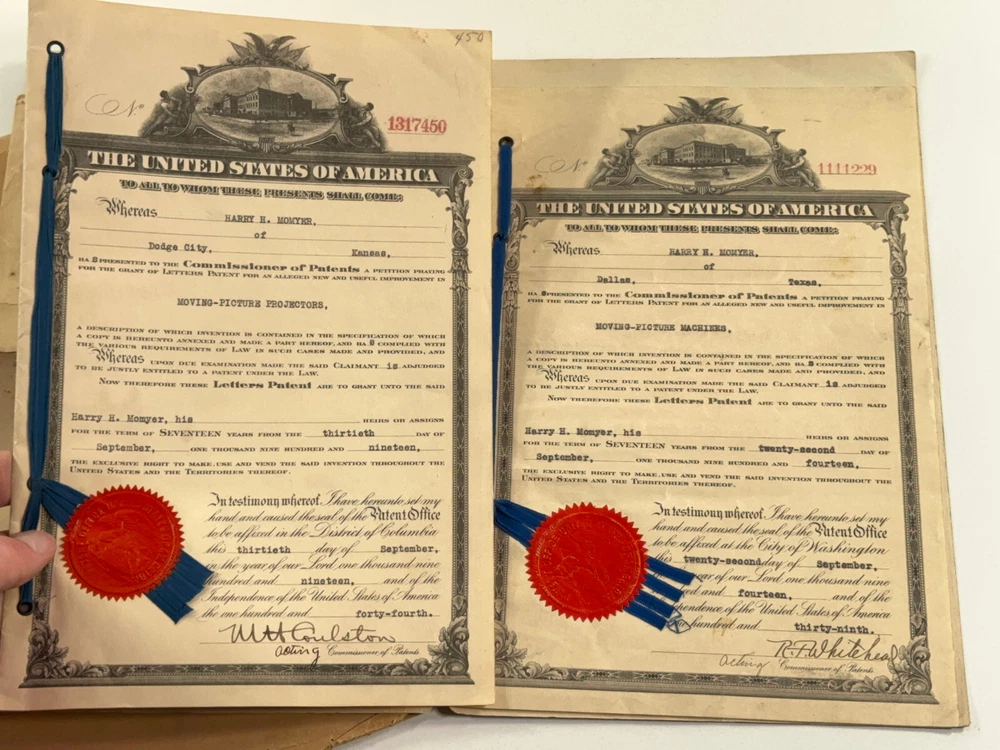 450
No.
1317450
THE UNITED STATES OF AMERICA
TO ALL TO WHOM THESE PRESENTS SHALL COME:
Whereas HARRY H. MOMYER,
of
Dodge City, Kansas,
HAS PRESENTED TO THE Commissioner of Patents A PETITION PRAYING
FOR THE GRANT OF LETTERS PATENT FOR AN ALLEGED NEW AND USEFUL IMPROVEMENT IN
MOVING-PICTURE PROJECTORS,
A DESCRIPTION OF WHICH INVENTION IS CONTAINED IN THE SPECIFICATION OF WHICH
A COPY IS HEREUNTO ANNEXED AND MADE A PART HEREOF, AND HAS COMPLIED WITH
THE VARIOUS REQUIREMENTS OF LAW IN SUCH CASES MADE AND PROVIDED, AND
Whereas UPON DUE EXAMINATION MADE THE SAID CLAIMANT is ADJUDGED
TO BE JUSTLY ENTITLED TO A PATENT UNDER THE LAW.
NOW THEREFORE THESE Letters Patent ARE TO GRANT UNTO THE SAID
Harry H. Momyer, his HEIRS OR ASSIGNS
FOR THE TERM OF SEVENTEEN YEARS FROM THE thirtieth DAY OF
September, ONE THOUSAND NINE HUNDRED AND nineteen,
THE EXCLUSIVE RIGHT TO MAKE, USE AND VEND THE SAID INVENTION THROUGHOUT THE
UNITED STATES AND THE TERRITORIES THEREOF.
In testimony whereof, I have hereunto set my
hand and caused the seal of the Patent Office
to be affixed in the District of Columbia
this thirtieth day of September,
in the year of our Lord one thousand nine
hundred and nineteen, and of the
Independence of the United States of America
the one hundred and forty-fourth.
M H Coulston
acting Commissioner of Patents
No.
1111229
THE UNITED STATES OF AMERICA
TO ALL TO WHOM THESE PRESENTS SHALL COME:
Whereas HARRY H. MOMYER,
of
Dallas, Texas,
HAS PRESENTED TO THE Commissioner of Patents A PETITION PRAYING
FOR THE GRANT OF LETTERS PATENT FOR AN ALLEGED NEW AND USEFUL IMPROVEMENT IN
MOVING-PICTURE MACHINES,
A DESCRIPTION OF WHICH INVENTION IS CONTAINED IN THE SPECIFICATION OF WHICH
A COPY IS HEREUNTO ANNEXED AND MADE A PART HEREOF, AND HAS COMPLIED WITH
THE VARIOUS REQUIREMENTS OF LAW IN SUCH CASES MADE AND PROVIDED, AND
Whereas UPON DUE EXAMINATION MADE THE SAID CLAIMANT is ADJUDGED
TO BE JUSTLY ENTITLED TO A PATENT UNDER THE LAW.
NOW THEREFORE THESE Letters Patent ARE TO GRANT UNTO THE SAID
Harry H. Momyer, his HEIRS OR ASSIGNS
FOR THE TERM OF SEVENTEEN YEARS FROM THE twenty-second DAY OF
September, ONE THOUSAND NINE HUNDRED AND fourteen,
THE EXCLUSIVE RIGHT TO MAKE, USE AND VEND THE SAID INVENTION THROUGHOUT THE
UNITED STATES AND THE TERRITORIES THEREOF.
In testimony whereof, I have hereunto set my
hand and caused the seal of the Patent Office
to be affixed at the City of Washington
this twenty-second day of September,
year of our Lord one thousand nine
and fourteen, and of the
of the United States of America
hundred and thirty-ninth.
R. F. Whitehead
acting Commissioner of Patents